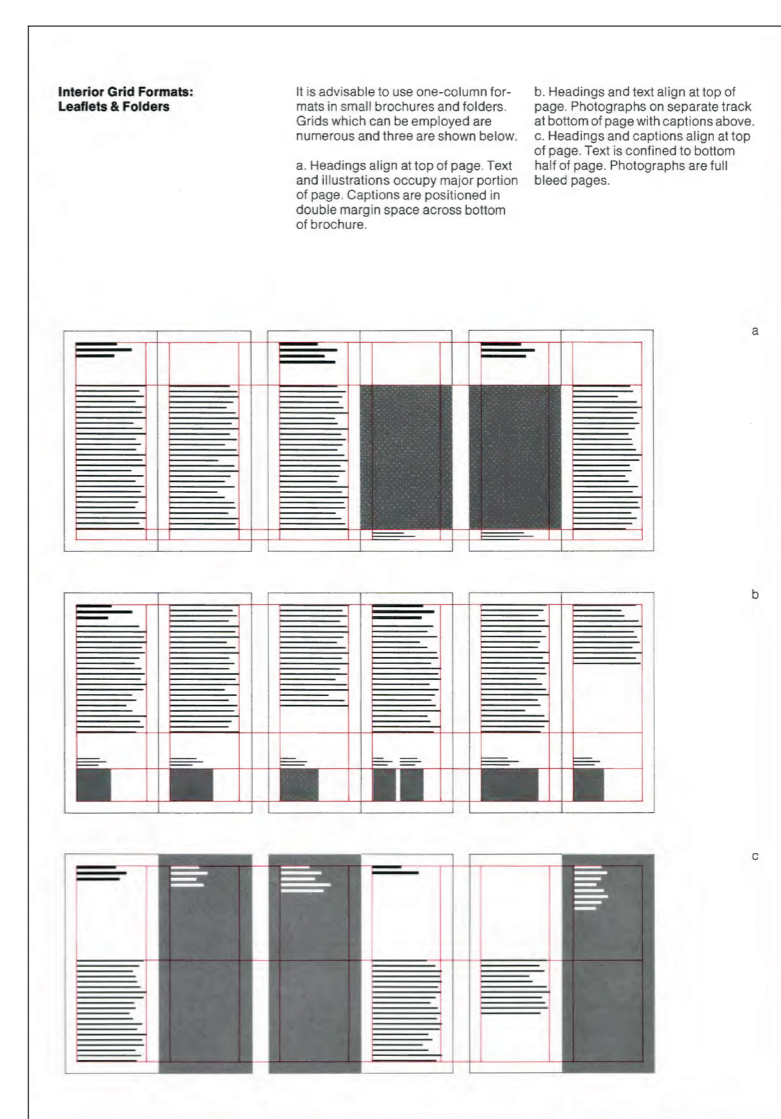 Interior Grid Formats:
Leaflets & Folders
It is advisable to use one-column for-
mats in small brochures and folders.
Grids which can be employed are
numerous and three are shown below.
a. Headings align at top of page. Text
and illustrations occupy major portion
of page. Captions are positioned in
double margin space across bottom
of brochure.
b. Headings and text align at top of
page. Photographs on separate track
at bottom of page with captions above.
c. Headings and captions align at top
of page. Text is confined to bottom
half of page. Photographs are full
bleed pages.
a
b
c